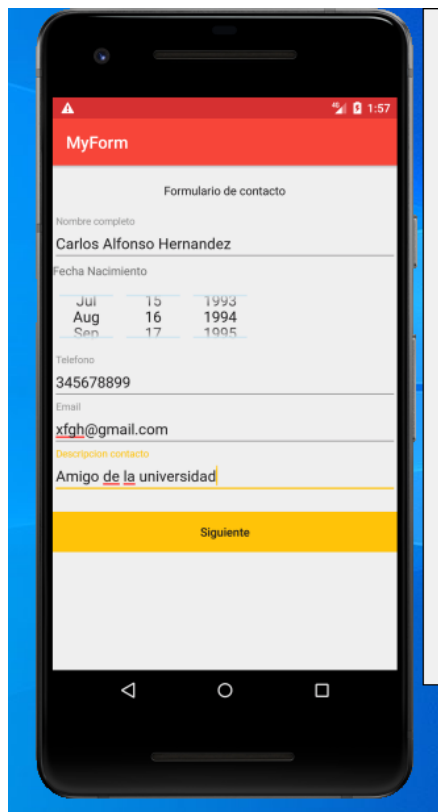 4G 1:57
MyForm
Formulario de contacto
Nombre completo
Carlos Alfonso Hernandez
Fecha Nacimiento
Jul 15 1993
Aug 16 1994
Sep 17 1995
Telefono
345678899
Email
xfgh@gmail.com
Descripcion contacto
Amigo de la universidad
Siguiente